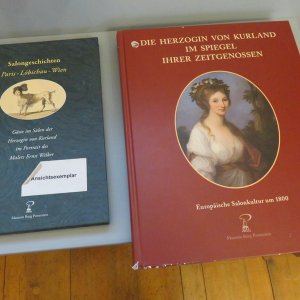 Salongeschichten
Paris · Löbichau · Wien
Gäste im Salon der
Herzogin von Kurland
im Portrait des
Malers Ernst Welker
Ansichtsexemplar
Museum Burg Posterstein
DIE HERZOGIN VON KURLAND
IM SPIEGEL
IHRER ZEITGENOSSEN
Europäische Salonkultur um 1800
Museum Burg Posterstein